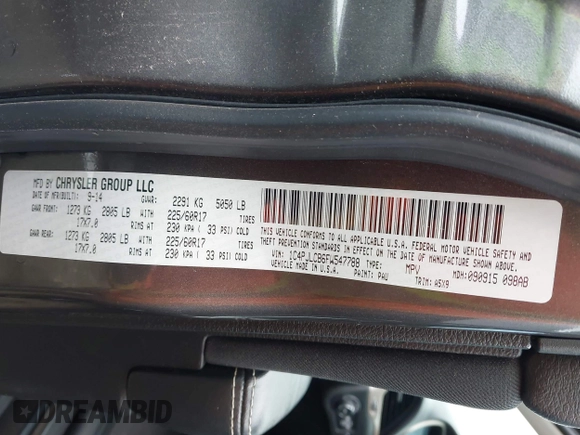 MFD BY CHRYSLER GROUP LLC
DATE OF MFR(BUILT): 9-14 GVWR: 2291 KG 5050 LB
GAWR FRONT: 1273 KG 2805 LB WITH 225/60R17 TIRES
17X7.0 RIMS AT 230 KPA ( 33 PSI) COLD
GAWR REAR: 1273 KG 2805 LB WITH 225/60R17 TIRES
17X7.0 RIMS AT 230 KPA ( 33 PSI) COLD
THIS VEHICLE CONFORMS TO ALL APPLICABLE U.S.A. FEDERAL MOTOR VEHICLE SAFETY AND
THEFT PREVENTION STANDARDS IN EFFECT ON THE DATE OF MANUFACTURE SHOWN ABOVE.
VIN: 1C4PJLCB6FW547788 TYPE: MPV MDH:090915 098AB
VEHICLE MADE IN U.S.A. PAINT: PAU TRIM: A5X9
DREAMBID